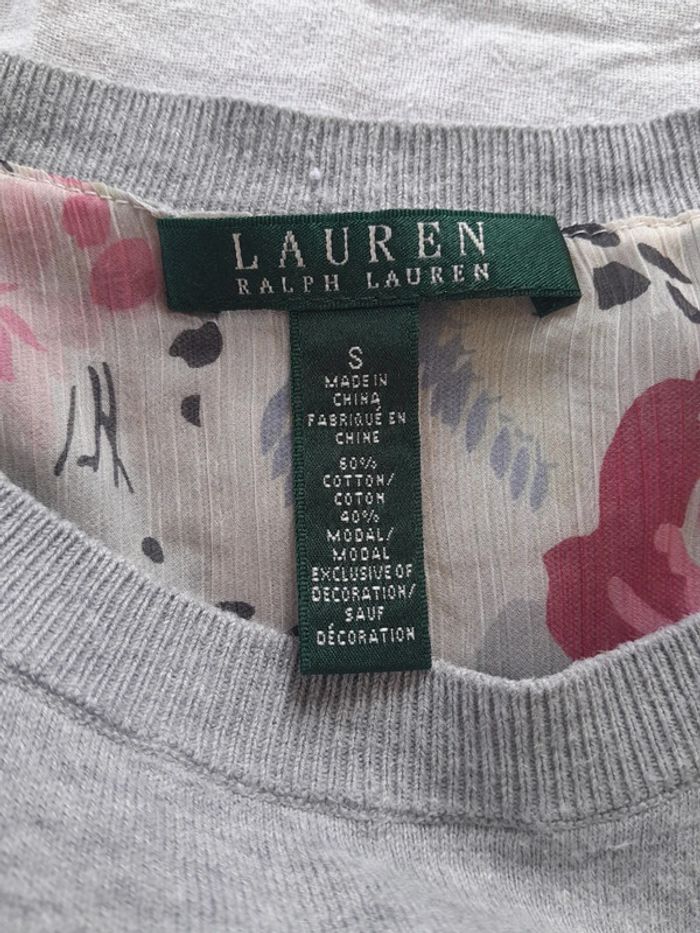 LAUREN
RALPH LAUREN
S
MADE IN
CHINA
FABRIQUÉ EN
CHINE
60%
COTTON/
COTON
40%
MODAL/
MODAL
EXCLUSIVE OF
DECORATION/
SAUF
DÉCORATION